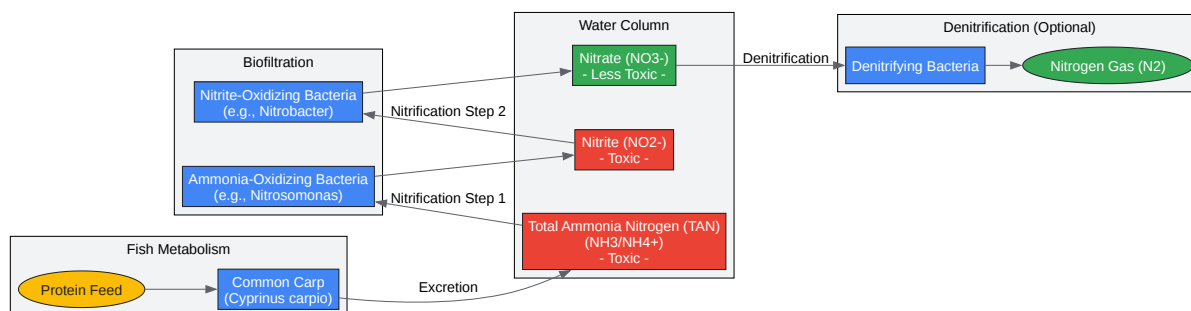 Water Column
Denitrification (Optional)
Nitrate (NO3-)
- Less Toxic -
Denitrification
Denitrifying Bacteria
Nitrogen Gas (N2)
Biofiltration
Nitrite-Oxidizing Bacteria
(e.g., Nitrobacter)
Nitrification Step 2
Nitrite (NO2-)
- Toxic -
Ammonia-Oxidizing Bacteria
(e.g., Nitrosomonas)
Nitrification Step 1
Total Ammonia Nitrogen (TAN)
(NH3/NH4+)
- Toxic -
Fish Metabolism
Protein Feed
Common Carp
(Cyprinus carpio)
Excretion